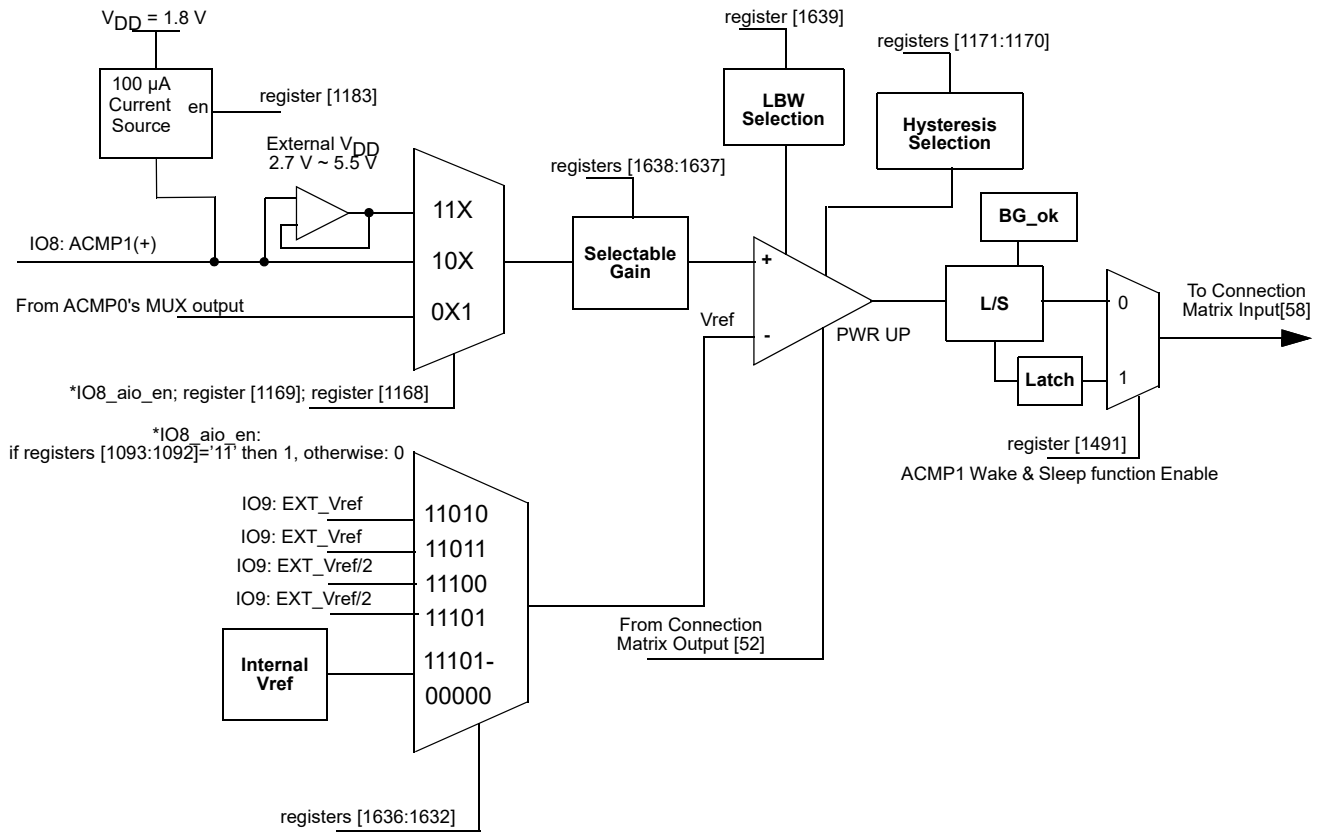 VDD = 1.8 V
register [1639]
registers [1171:1170]
100 µA
Current
Source
en
register [1183]
LBW
Selection
Hysteresis
Selection
External VDD
2.7 V ~ 5.5 V
registers [1638:1637]
11X
BG_ok
IO8: ACMP1(+)
10X
Selectable
Gain
+
L/S
0
To Connection
Matrix Input[58]
From ACMP0's MUX output
0X1
Vref
-
PWR UP
Latch
1
*IO8_aio_en; register [1169]; register [1168]
*IO8_aio_en:
if registers [1093:1092]='11' then 1, otherwise: 0
register [1491]
ACMP1 Wake & Sleep function Enable
IO9: EXT_Vref
11010
IO9: EXT_Vref
11011
IO9: EXT_Vref/2
11100
IO9: EXT_Vref/2
11101
From Connection
Matrix Output [52]
Internal
Vref
11101-
00000
registers [1636:1632]